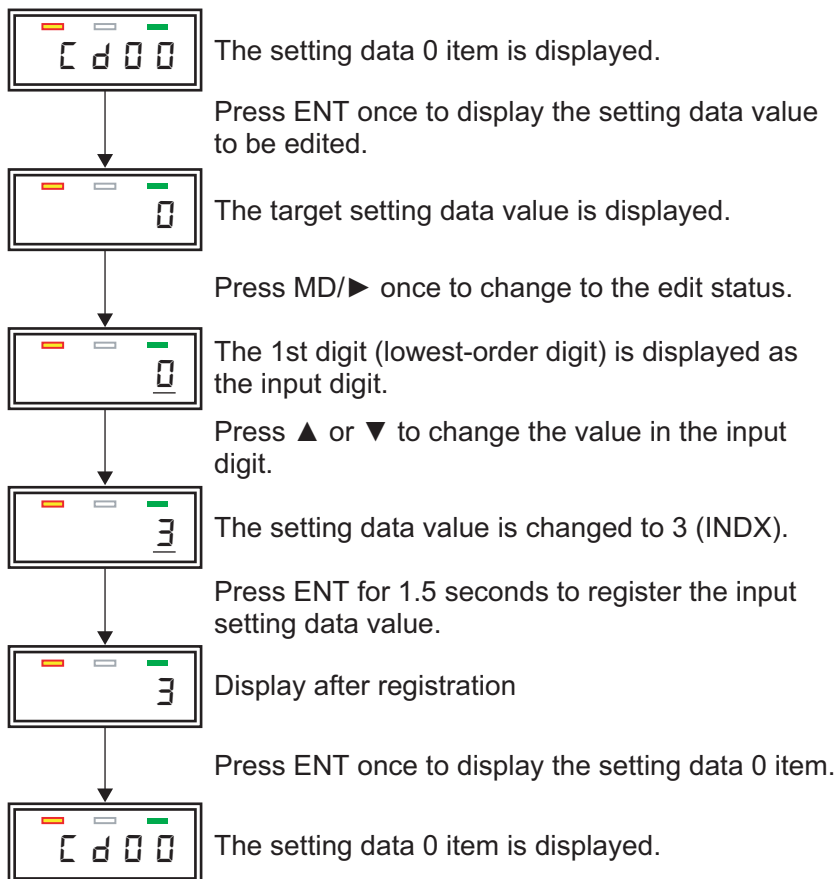 Cd00
The setting data 0 item is displayed.
Press ENT once to display the setting data value
to be edited.
0
The target setting data value is displayed.
Press MD/► once to change to the edit status.
0
The 1st digit (lowest-order digit) is displayed as
the input digit.
Press ▲ or ▼ to change the value in the input
digit.
3
The setting data value is changed to 3 (INDX).
Press ENT for 1.5 seconds to register the input
setting data value.
3
Display after registration
Press ENT once to display the setting data 0 item.
Cd00
The setting data 0 item is displayed.